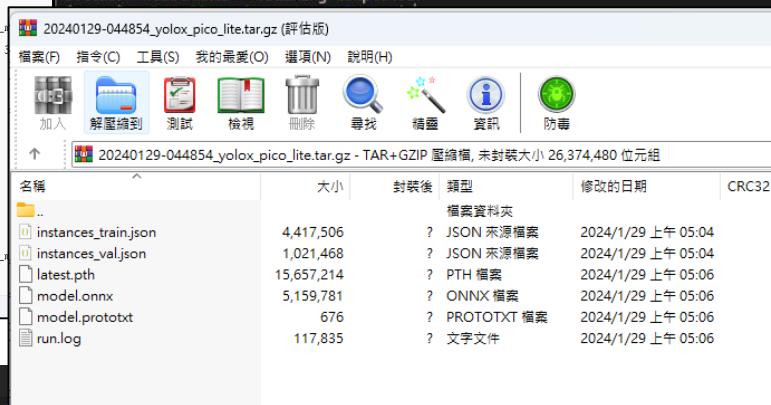 20240129-044854_yolox_pico_lite.tar.gz (評估版)
檔案(F) 指令(C) 工具(S) 我的最愛(O) 選項(N) 說明(H)
加入 解壓縮到 測試 檢視 刪除 尋找 精靈 資訊 防毒
20240129-044854_yolox_pico_lite.tar.gz - TAR+GZIP 壓縮檔, 未封裝大小 26,374,480 位元組
名稱 大小 封裝後 類型 修改的日期 CRC32
.. 檔案資料夾
instances_train.json 4,417,506 ? JSON 來源檔案 2024/1/29 上午 05:04
instances_val.json 1,021,468 ? JSON 來源檔案 2024/1/29 上午 05:04
latest.pth 15,657,214 ? PTH 檔案 2024/1/29 上午 05:06
model.onnx 5,159,781 ? ONNX 檔案 2024/1/29 上午 05:06
model.prototxt 676 ? PROTOTXT 檔案 2024/1/29 上午 05:06
run.log 117,835 ? 文字文件 2024/1/29 上午 05:06